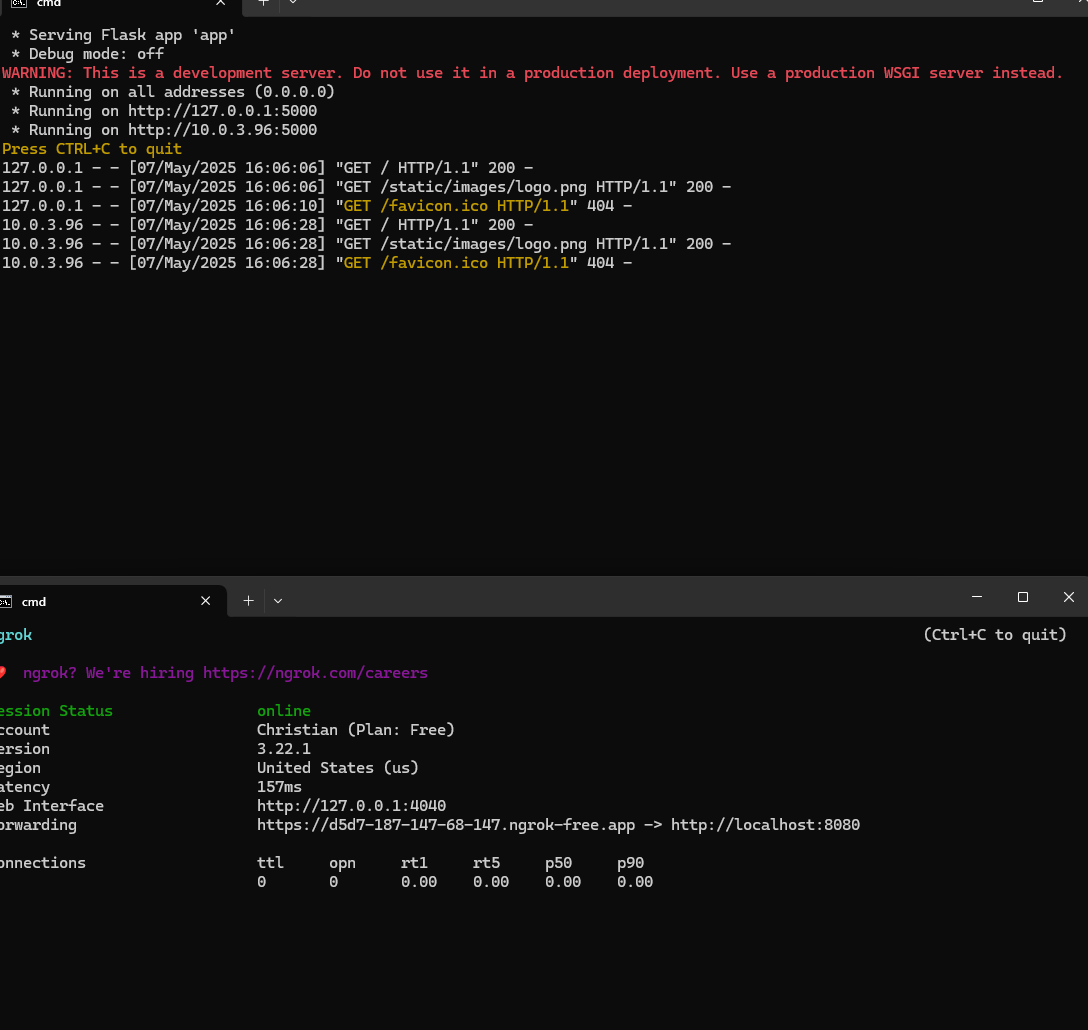 cmd
* Serving Flask app 'app'
* Debug mode: off
WARNING: This is a development server. Do not use it in a production deployment. Use a production WSGI server instead.
* Running on all addresses (0.0.0.0)
* Running on http://127.0.0.1:5000
* Running on http://10.0.3.96:5000
Press CTRL+C to quit
127.0.0.1 - - [07/May/2025 16:06:06] "GET / HTTP/1.1" 200 -
127.0.0.1 - - [07/May/2025 16:06:06] "GET /static/images/logo.png HTTP/1.1" 200 -
127.0.0.1 - - [07/May/2025 16:06:10] "GET /favicon.ico HTTP/1.1" 404 -
10.0.3.96 - - [07/May/2025 16:06:28] "GET / HTTP/1.1" 200 -
10.0.3.96 - - [07/May/2025 16:06:28] "GET /static/images/logo.png HTTP/1.1" 200 -
10.0.3.96 - - [07/May/2025 16:06:28] "GET /favicon.ico HTTP/1.1" 404 -
cmd
grok (Ctrl+C to quit)
ngrok? We're hiring https://ngrok.com/careers
ession Status online
ccount Christian (Plan: Free)
ersion 3.22.1
egion United States (us)
atency 157ms
eb Interface http://127.0.0.1:4040
orwarding https://d5d7-187-147-68-147.ngrok-free.app -> http://localhost:8080
onnections ttl opn rt1 rt5 p50 p90
0 0 0.00 0.00 0.00 0.00